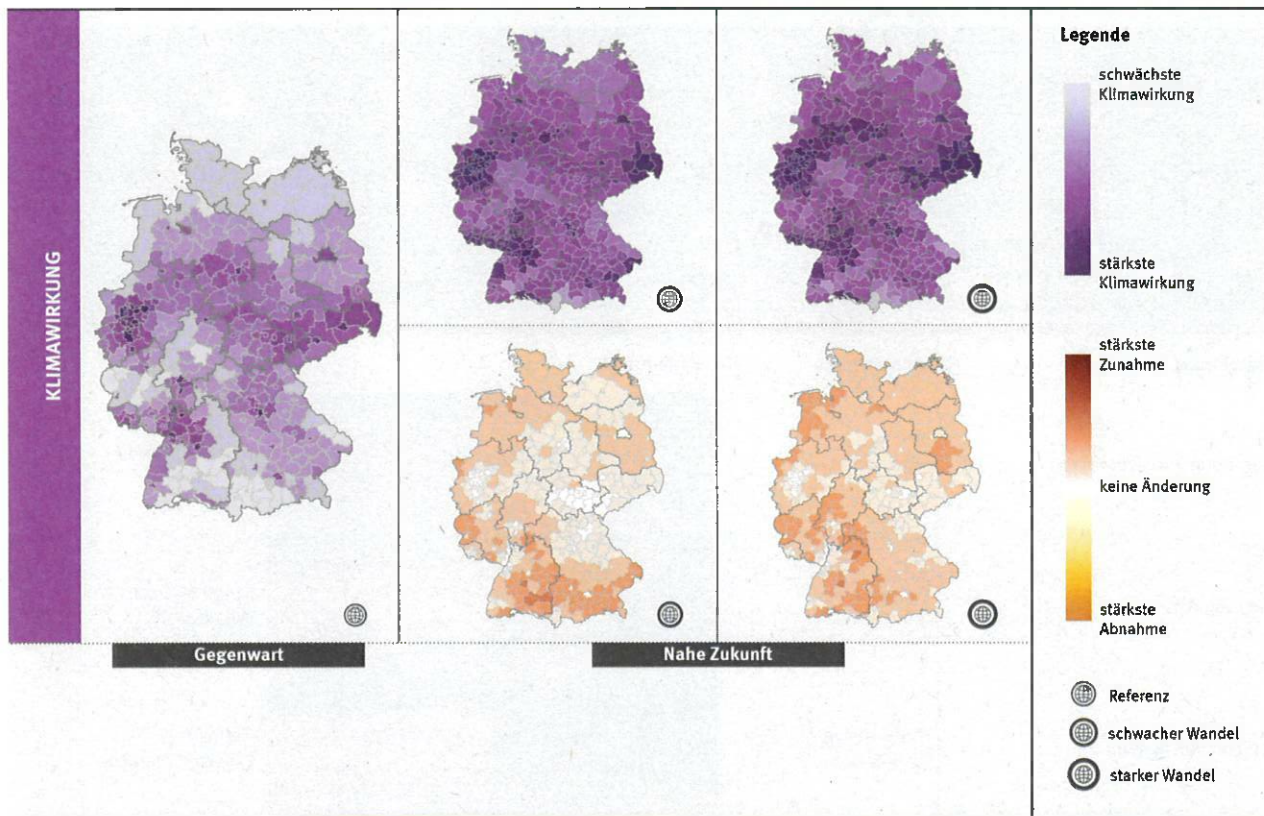 KLIMAWIRKUNG
Gegenwart
Nahe Zukunft
Legende
schwächste
Klimawirkung
stärkste
Klimawirkung
stärkste
Zunahme
keine Änderung
stärkste
Abnahme
Referenz
schwacher Wandel
starker Wandel